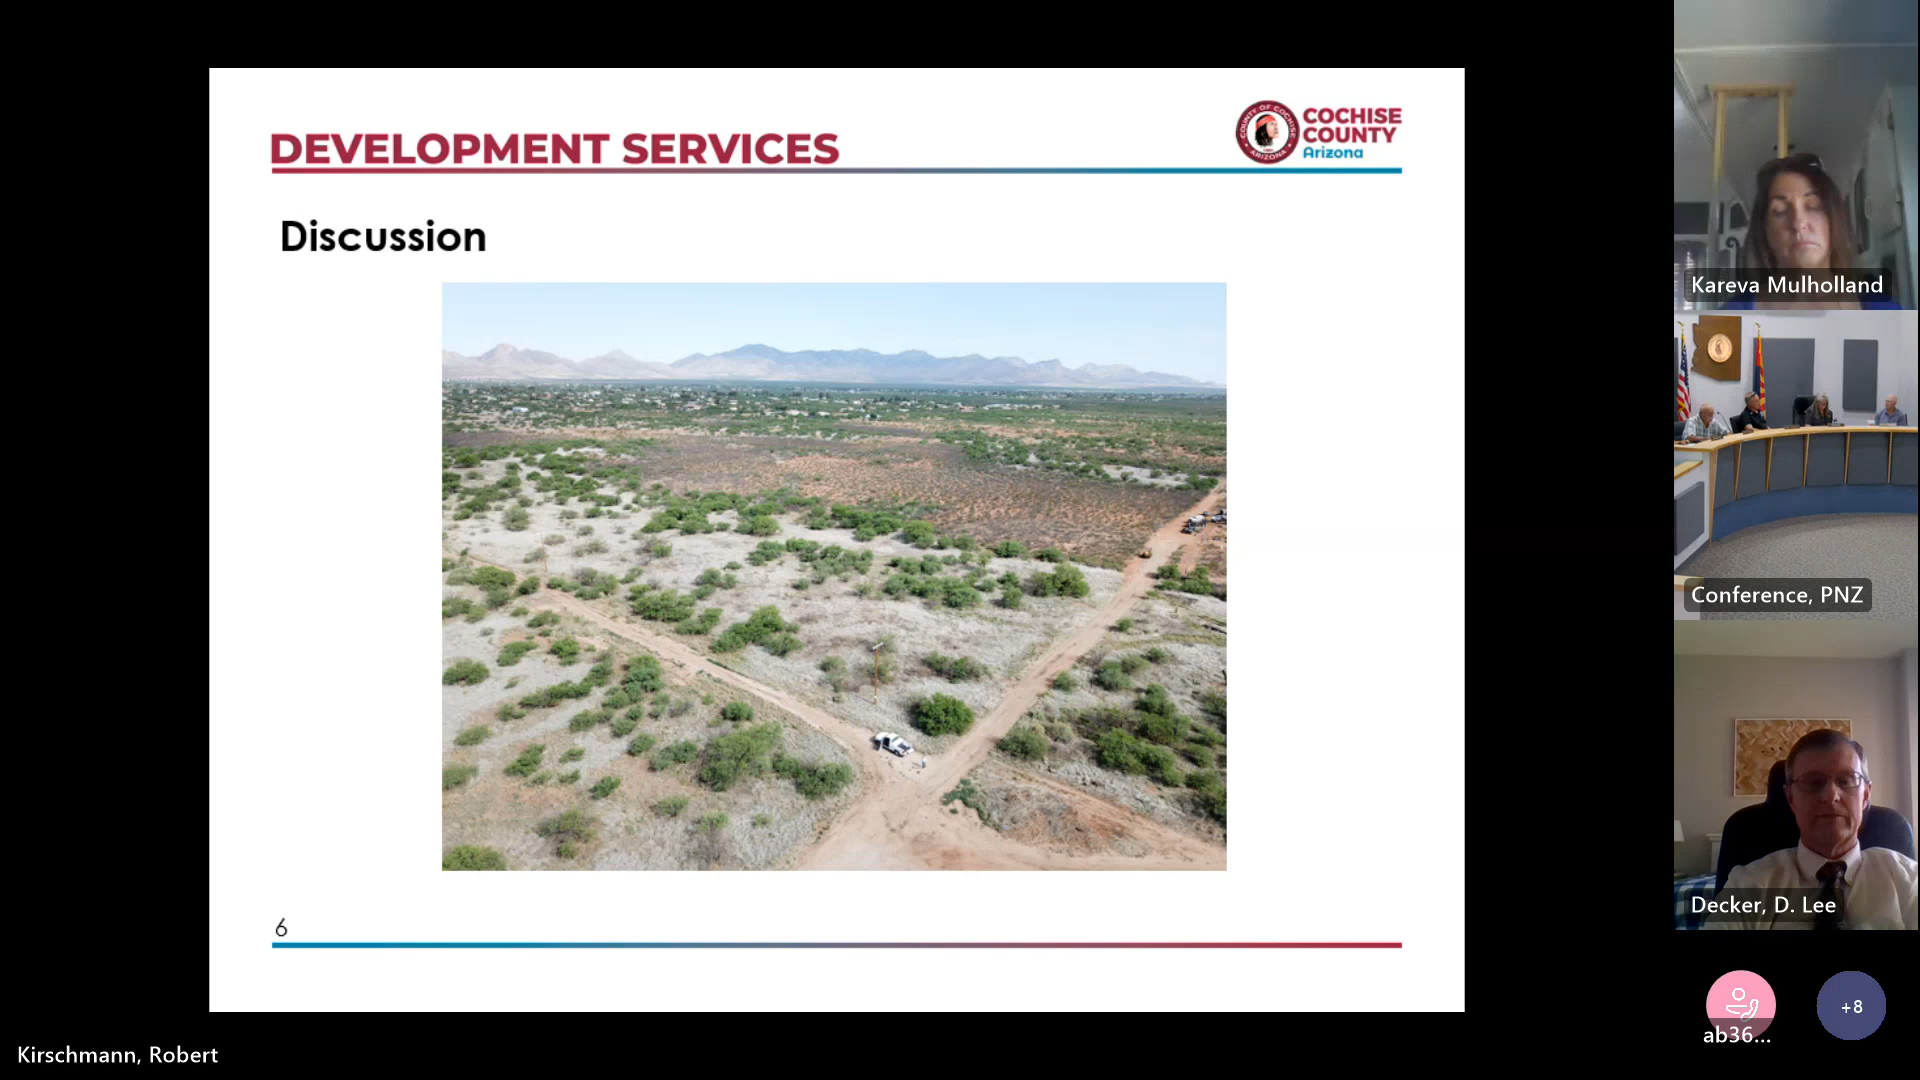 DEVELOPMENT SERVICES
COUNTY OF COCHISE
ARIZONA
COCHISE
COUNTY
Arizona
Discussion
6
Kareva Mulholland
Conference, PNZ
Decker, D. Lee
ab36...
+8
Kirschmann, Robert